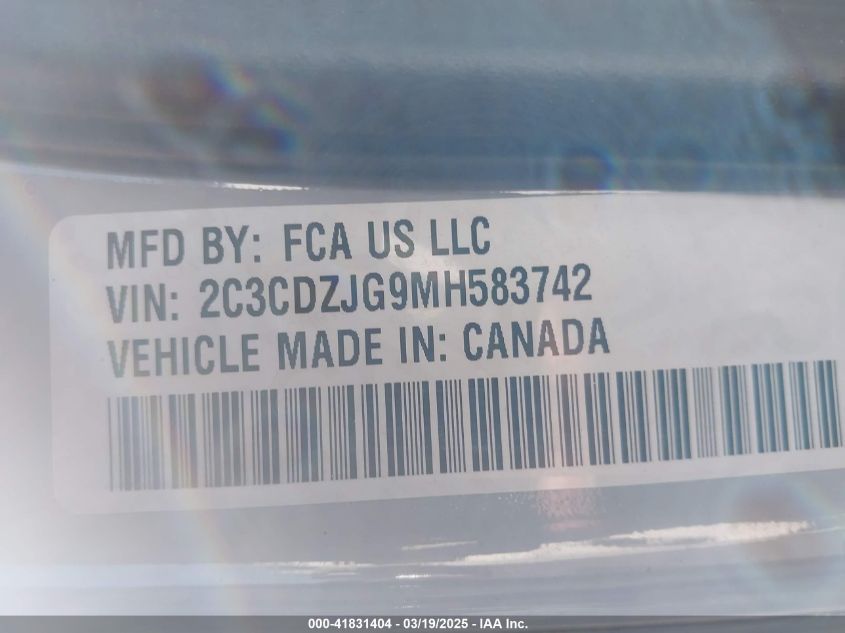 MFD BY: FCA US LLC
VIN: 2C3CDZJG9MH583742
VEHICLE MADE IN: CANADA
000-41831404 - 03/19/2025 - IAA Inc.